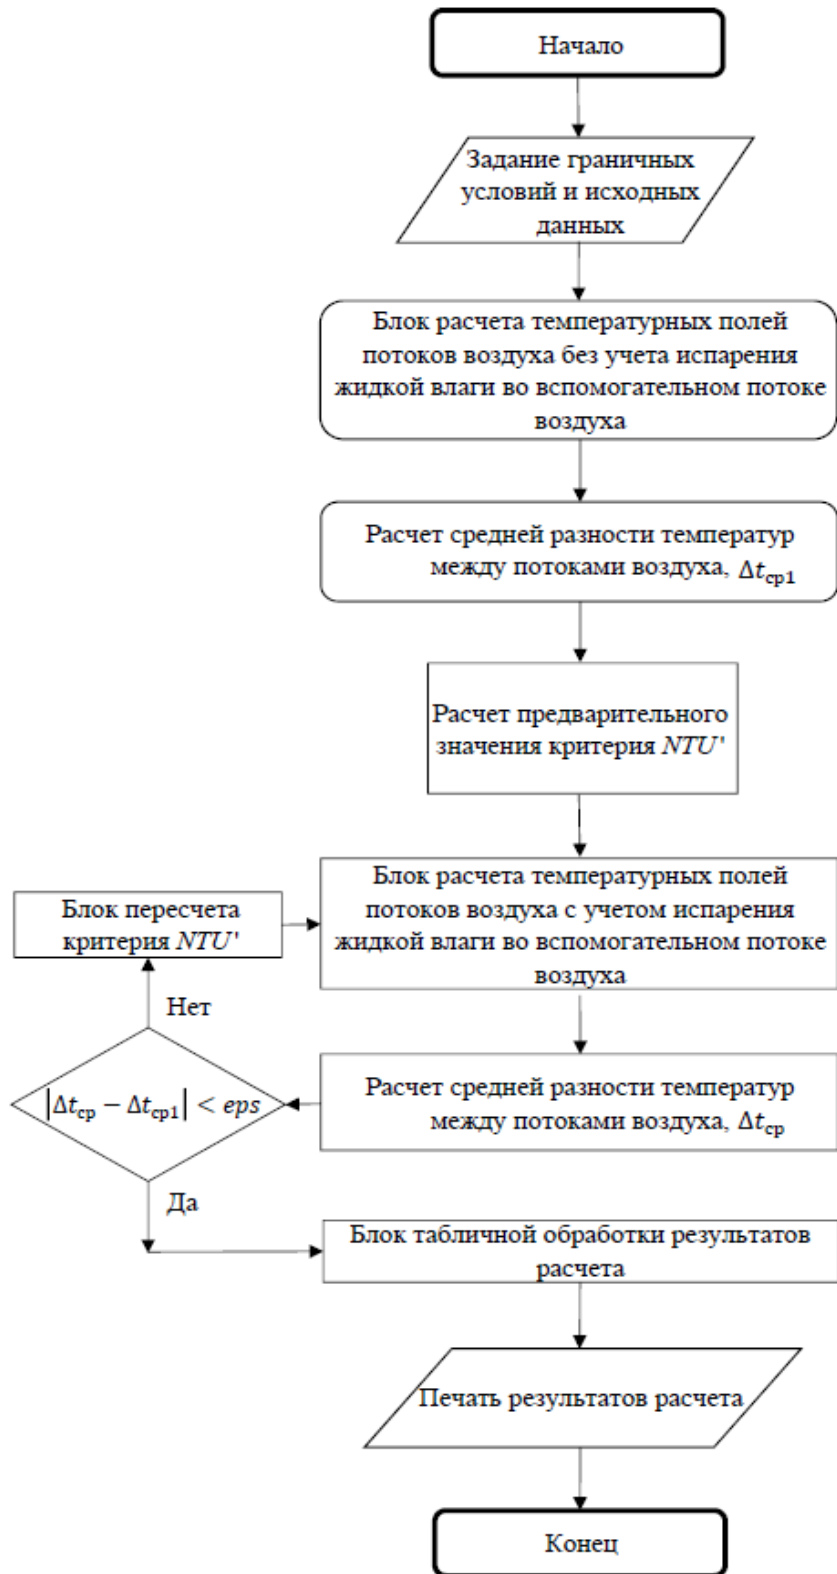 Начало
Задание граничных
условий и исходных
данных
Блок расчета температурных полей
потоков воздуха без учета испарения
жидкой влаги во вспомогательном потоке
воздуха
Расчет средней разности температур
между потоками воздуха, Δtср1
Расчет предварительного
значения критерия NTU'
Блок расчета температурных полей
потоков воздуха с учетом испарения
жидкой влаги во вспомогательном потоке
воздуха
Блок пересчета
критерия NTU'
Нет
|Δtср − Δtср1| < eps
Расчет средней разности температур
между потоками воздуха, Δtср
Да
Блок табличной обработки результатов
расчета
Печать результатов расчета
Конец